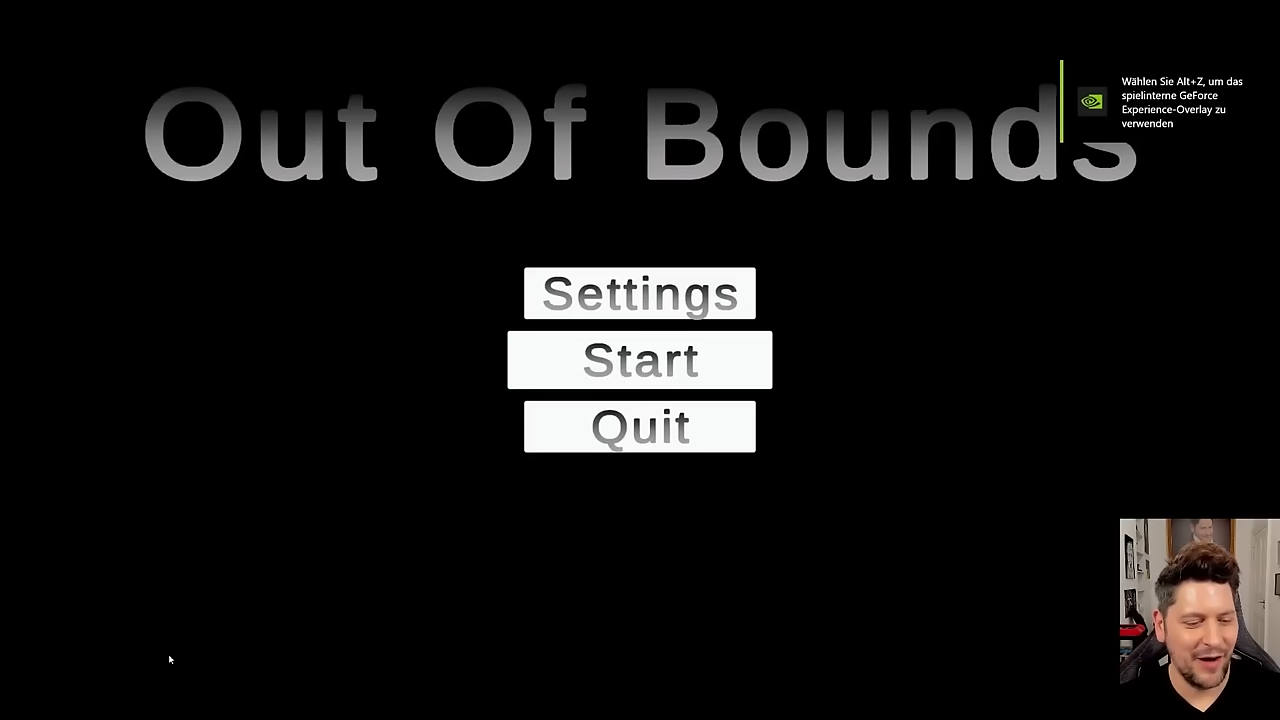 Out Of Bounds
Wählen Sie Alt+Z, um das
spielinterne GeForce
Experience-Overlay zu
verwenden
Settings
Start
Quit